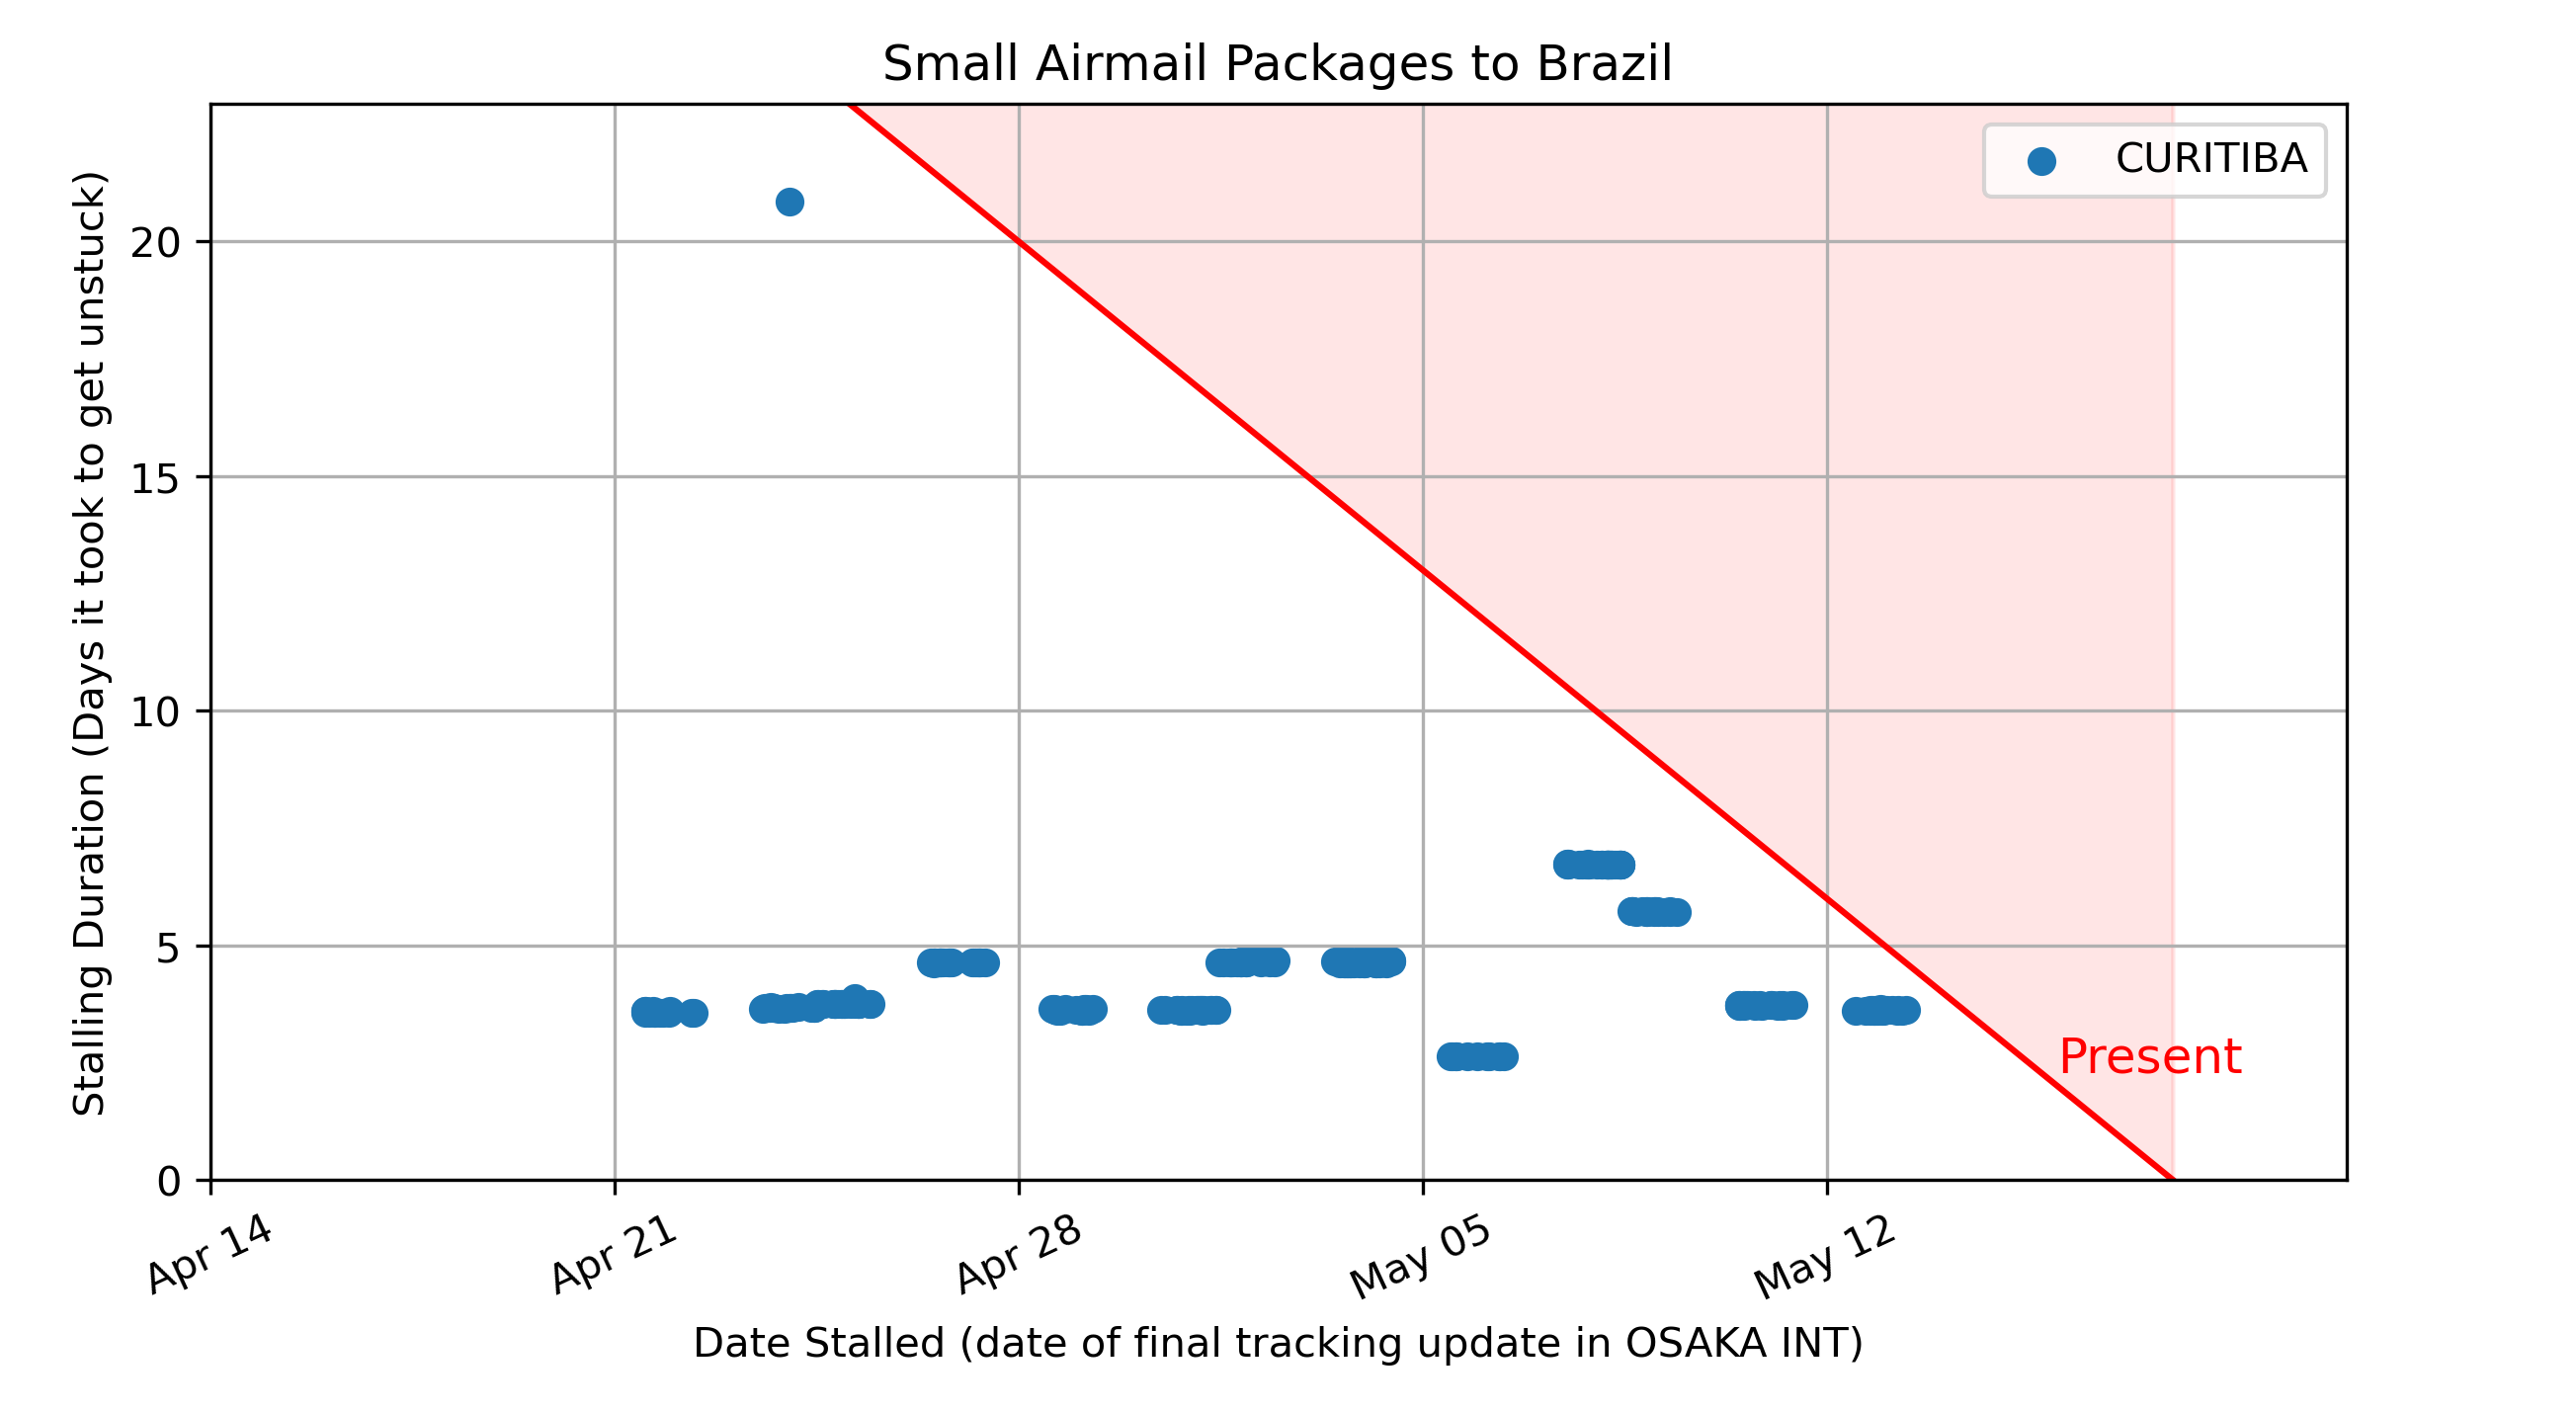 Small Airmail Packages to Brazil
CURITIBA
Stalling Duration (Days it took to get unstuck)
20
15
10
5
0
Present
Apr 14
Apr 21
Apr 28
May 05
May 12
Date Stalled (date of final tracking update in OSAKA INT)